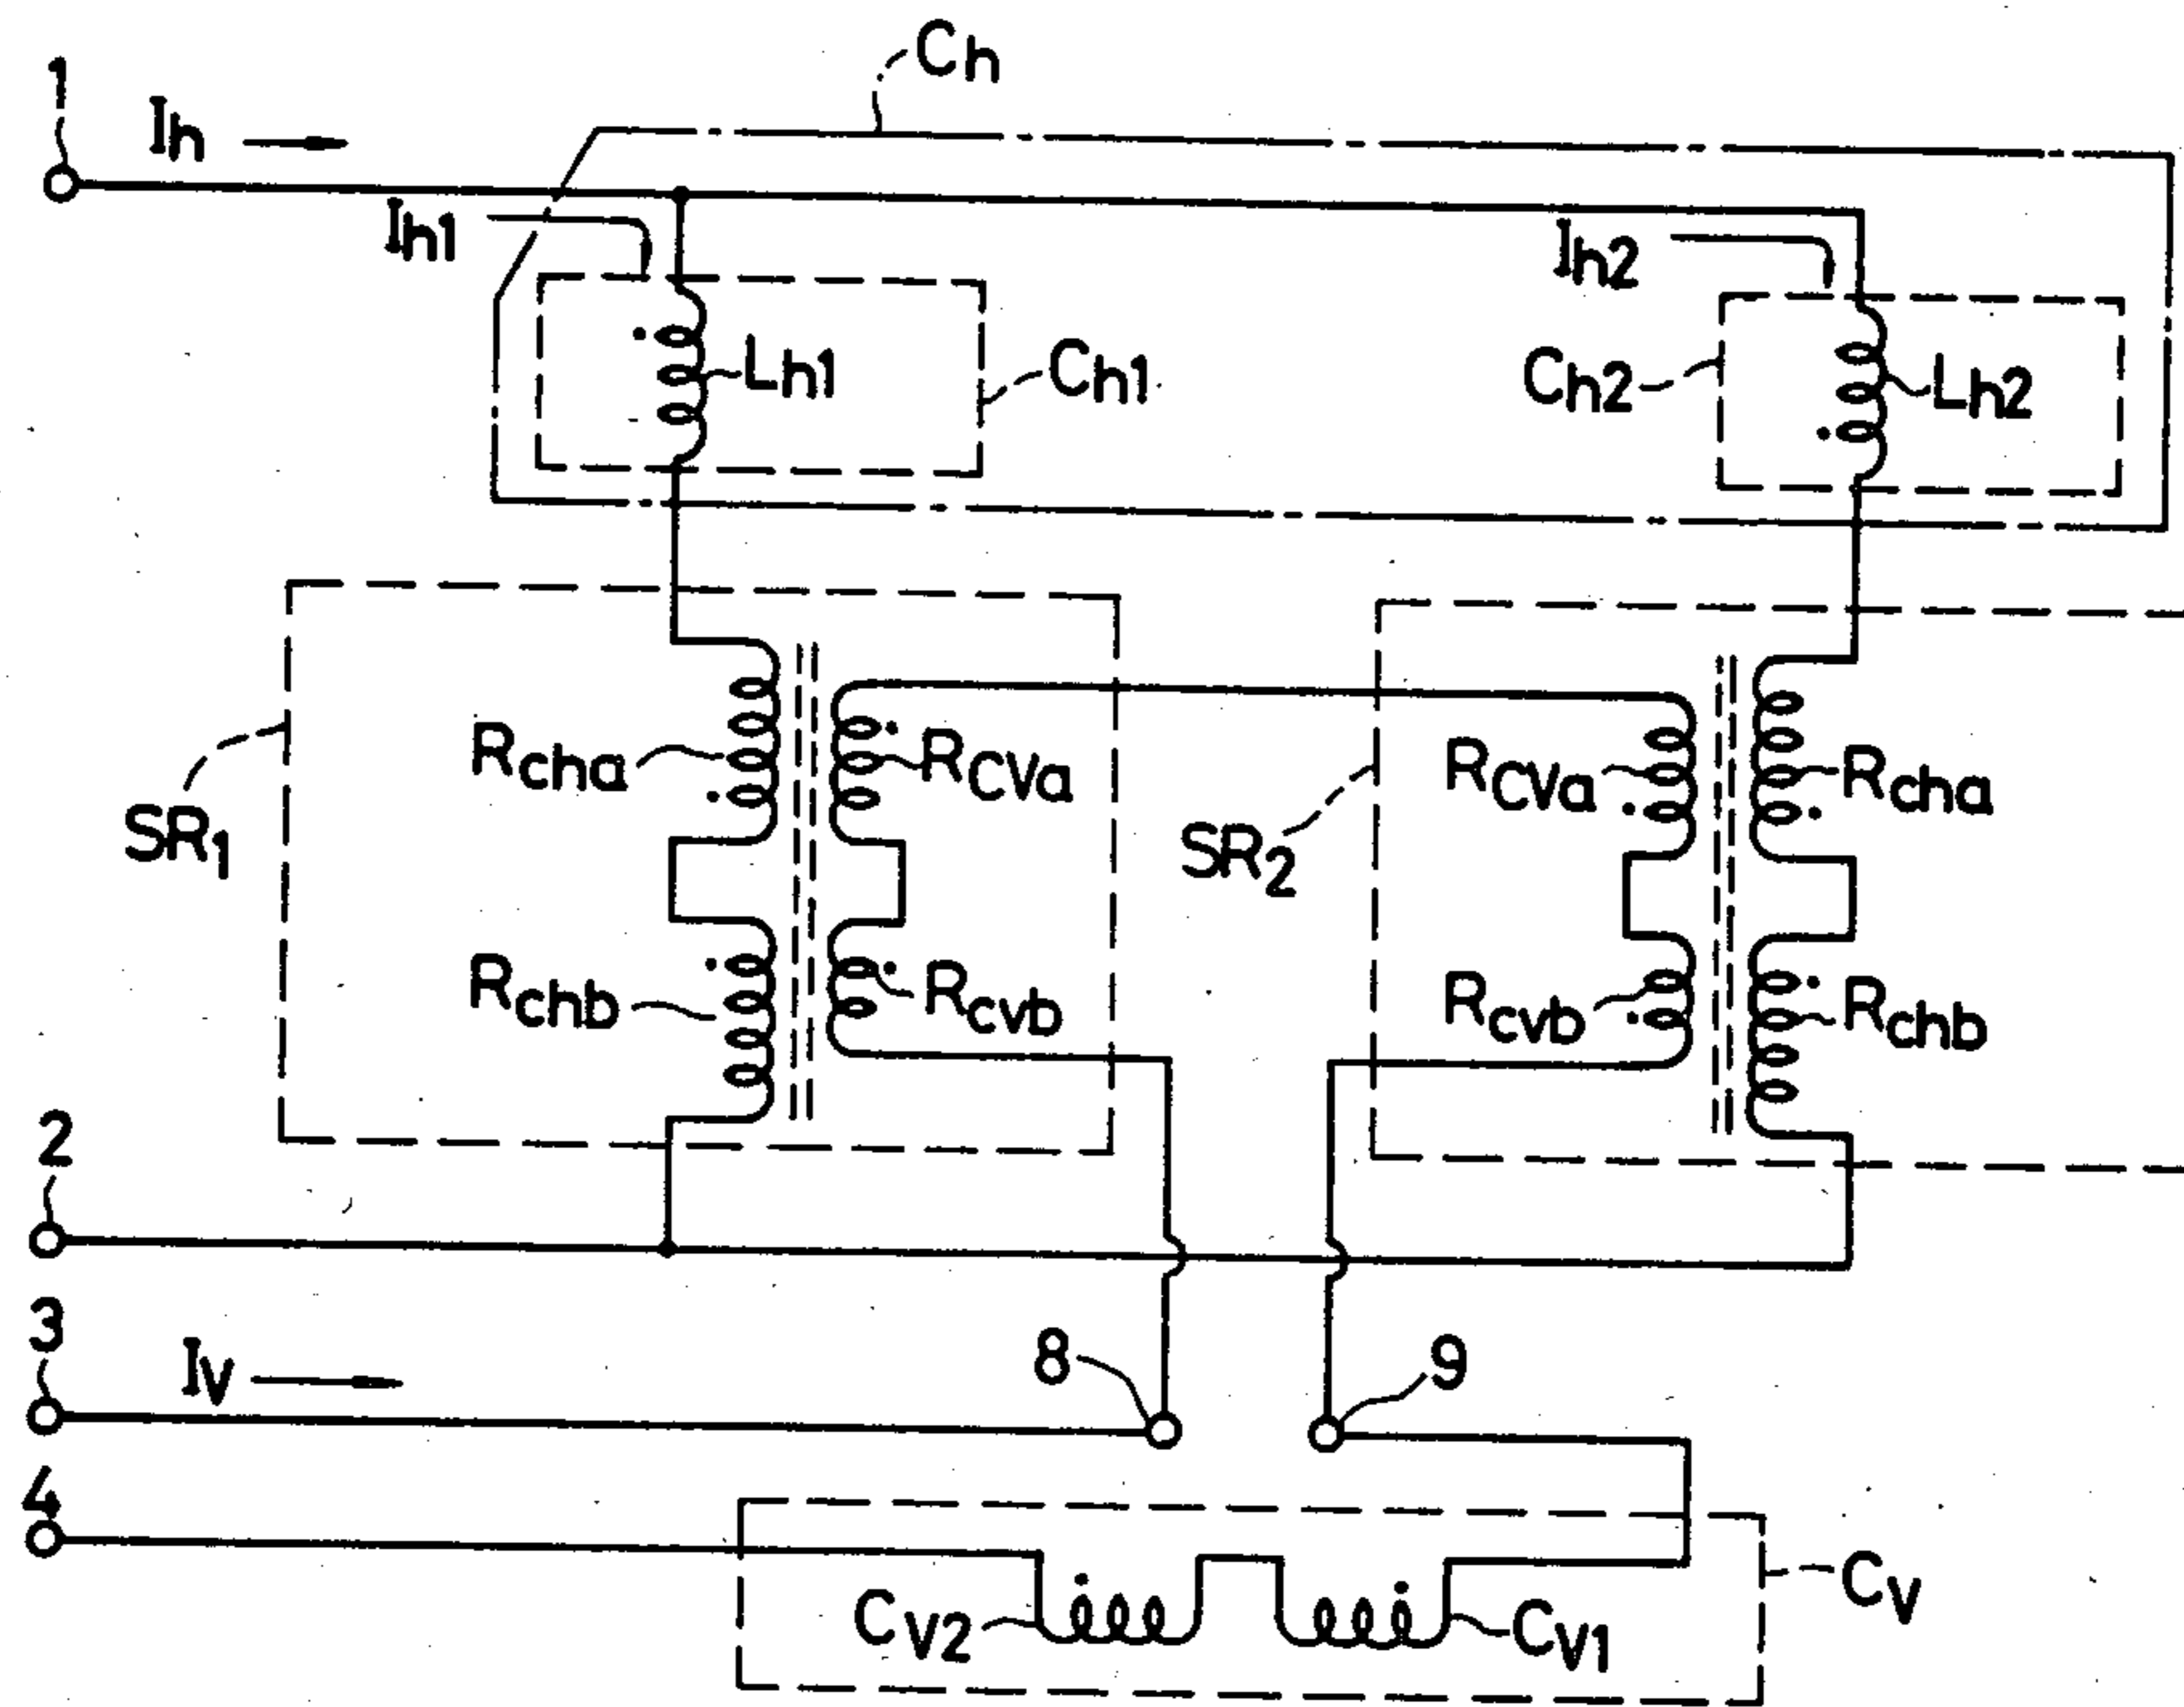 1
Ih
Ch
Ih1
Ih2
Lh1
Ch1
Ch2
Lh2
Rcha
RCVa
RCVa
Rcha
SR1
SR2
Rchb
Rcvb
Rcvb
Rchb
2
3
IV
8
9
4
CV2
CV1
CV